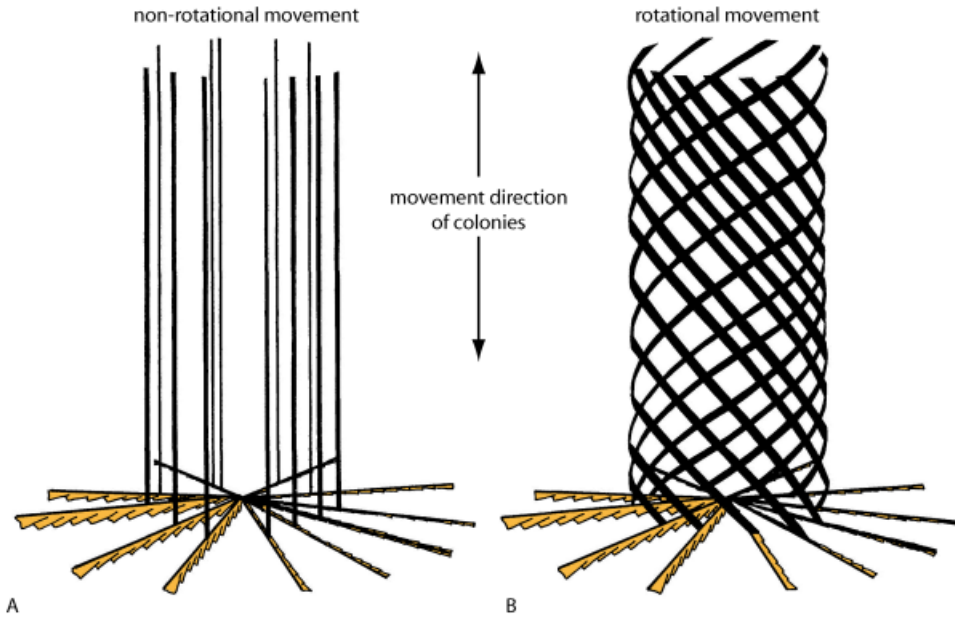 non-rotational movement
rotational movement
movement direction
of colonies
A
B